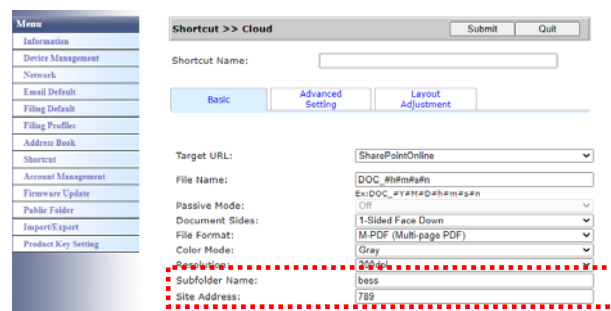 Menu
Information
Device Management
Network
Email Default
Filing Default
Filing Profiles
Address Book
Shortcut
Account Management
Firmware Update
Public Folder
Import/Export
Product Key Setting
Shortcut >> Cloud
Submit
Quit
Shortcut Name:
Basic
Advanced Setting
Layout Adjustment
Target URL: SharePointOnline
File Name: DOC_#h#m#s#n
Ex:DOC_#Y#M#D#h#m#s#n
Passive Mode: Off
Document Sides: 1-Sided Face Down
File Format: M-PDF (Multi-page PDF)
Color Mode: Gray
Resolution: 200dpi
Subfolder Name: bess
Site Address: 789